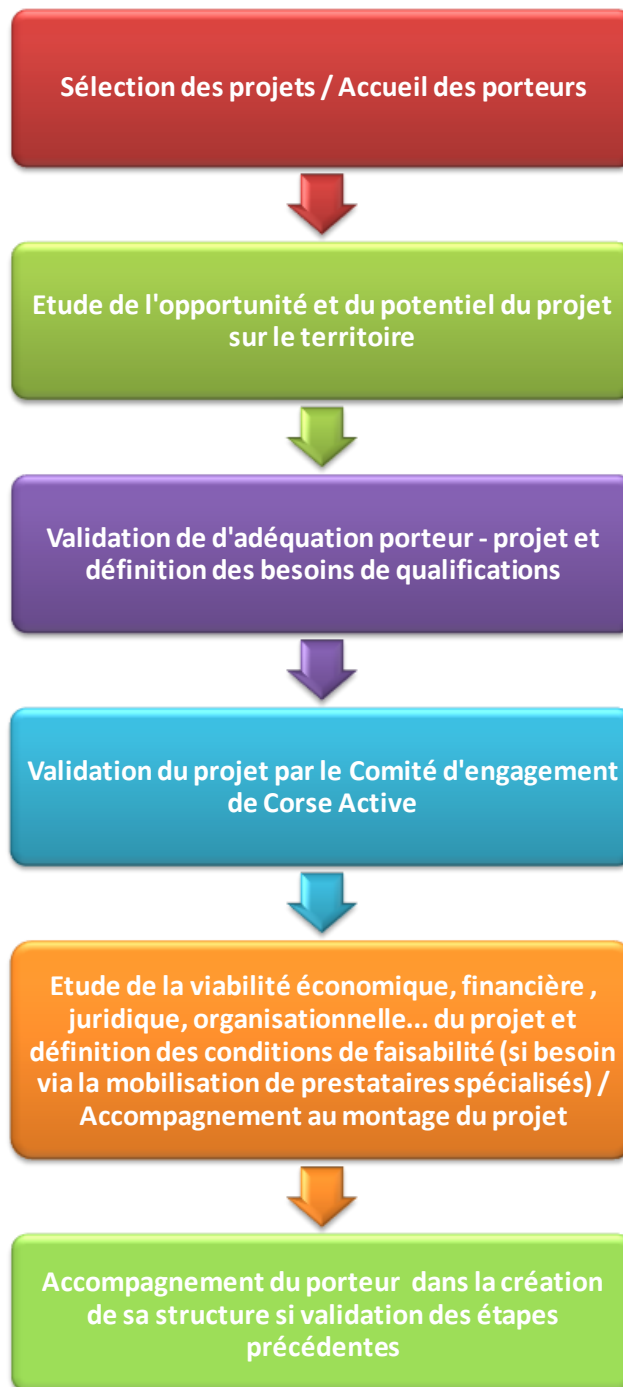 Sélection des projets / Accueil des porteurs
Etude de l'opportunité et du potentiel du projet
sur le territoire
Validation de d'adéquation porteur - projet et
définition des besoins de qualifications
Validation du projet par le Comité d'engagement
de Corse Active
Etude de la viabilité économique, financière ,
juridique, organisationnelle... du projet et
définition des conditions de faisabilité (si besoin
via la mobilisation de prestataires spécialisés) /
Accompagnement au montage du projet
Accompagnement du porteur dans la création
de sa structure si validation des étapes
précédentes